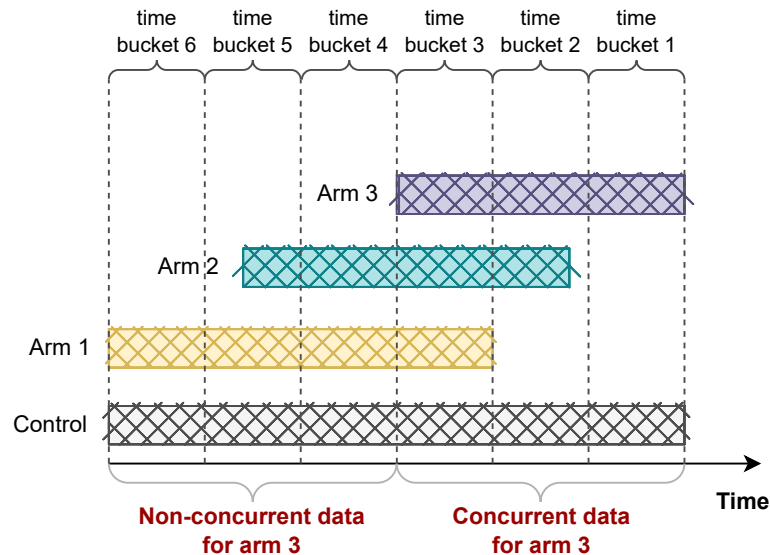 time
bucket 6
time
bucket 5
time
bucket 4
time
bucket 3
time
bucket 2
time
bucket 1
Arm 3
Arm 2
Arm 1
Control
Time
Non-concurrent data
for arm 3
Concurrent data
for arm 3